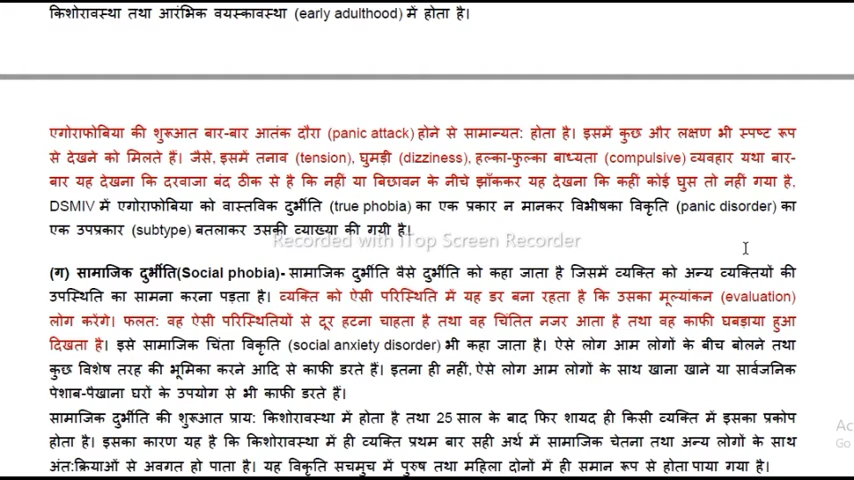 किशोरावस्था तथा आरंभिक वयस्कावस्था (early adulthood) में होता है।
एगोराफोबिया की शुरूआत बार-बार आतंक दौरा (panic attack) होने से सामान्यत: होता है। इसमें कुछ और लक्षण भी स्पष्ट रूप
से देखने को मिलते हैं। जैसे, इसमें तनाव (tension), घुमड़ी (dizziness), हल्का-फुल्का बाध्यता (compulsive) व्यवहार यथा बार-
बार यह देखना कि दरवाजा बंद ठीक से है कि नहीं या बिछावन के नीचे झाँककर यह देखना कि कहीं कोई घुस तो नहीं गया है,
DSMIV में एगोराफोबिया को वास्तविक दुर्भीति (true phobia) का एक प्रकार न मानकर विभीषका विकृति (panic disorder) का
एक उपप्रकार (subtype) बतलाकर उसकी व्याख्या की गयी है।
Recorded with iTop Screen Recorder
(ग) सामाजिक दुर्भीति(Social phobia)- सामाजिक दुर्भीति वैसे दुर्भीति को कहा जाता है जिसमें व्यक्ति को अन्य व्यक्तियों की
उपस्थिति का सामना करना पड़ता है। व्यक्ति को ऐसी परिस्थिति में यह डर बना रहता है कि उसका मूल्यांकन (evaluation)
लोग करेंगे। फलत: वह ऐसी परिस्थितियों से दूर हटना चाहता है तथा वह चिंतित नजर आता है तथा वह काफी घबड़ाया हुआ
दिखता है। इसे सामाजिक चिंता विकृति (social anxiety disorder) भी कहा जाता है। ऐसे लोग आम लोगों के बीच बोलने तथा
कुछ विशेष तरह की भूमिका करने आदि से काफी डरते हैं। इतना ही नहीं, ऐसे लोग आम लोगों के साथ खाना खाने या सार्वजनिक
पेशाब-पैखाना घरों के उपयोग से भी काफी डरते हैं।
सामाजिक दुर्भीति की शुरूआत प्राय: किशोरावस्था में होता है तथा 25 साल के बाद फिर शायद ही किसी व्यक्ति में इसका प्रकोप
होता है। इसका कारण यह है कि किशोरावस्था में ही व्यक्ति प्रथम बार सही अर्थ में सामाजिक चेतना तथा अन्य लोगों के साथ
अंत:क्रियाओं से अवगत हो पाता है। यह विकृति सचमुच में पुरुष तथा महिला दोनों में ही समान रूप से होता पाया गया है।
Ac
Go